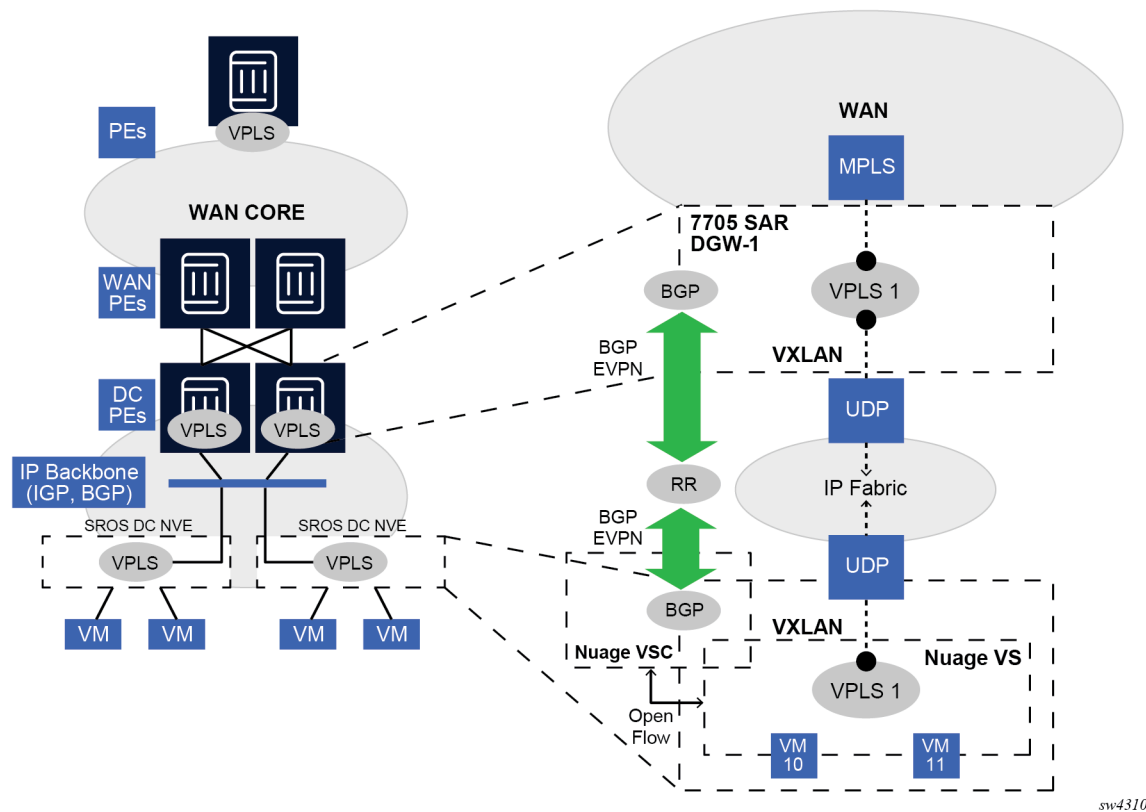 PEs
VPLS
WAN CORE
WAN
PEs
DC
PEs
VPLS
VPLS
IP Backbone
(IGP, BGP)
SROS DC NVE
SROS DC NVE
VPLS
VPLS
VM
VM
VM
VM
WAN
MPLS
7705 SAR
DGW-1
BGP
VPLS 1
BGP
EVPN
VXLAN
UDP
RR
IP Fabric
BGP
EVPN
UDP
BGP
VXLAN
Nuage VSC
Nuage VS
VPLS 1
Open
Flow
VM
10
VM
11
sw4310